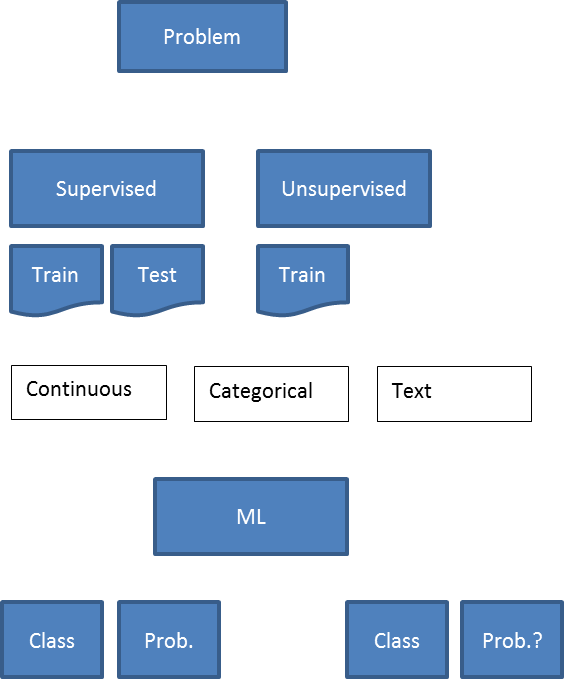 Problem
Supervised
Unsupervised
Train
Test
Train
Continuous
Categorical
Text
ML
Class
Prob.
Class
Prob.?